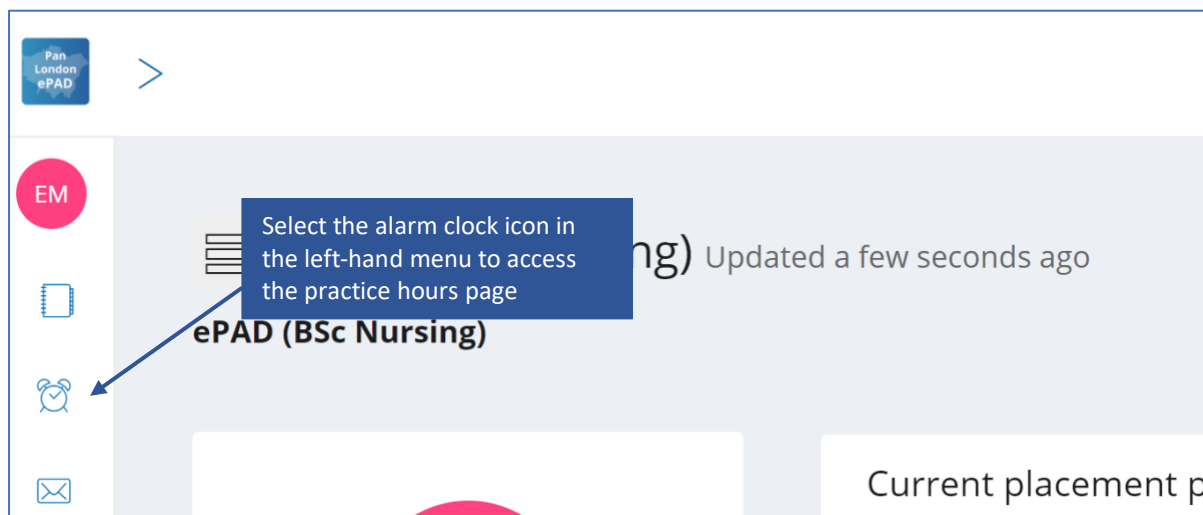 Pan
London
ePAD
EM
Select the alarm clock icon in
the left-hand menu to access
the practice hours page
ng) Updated a few seconds ago
ePAD (BSc Nursing)
Current placement p